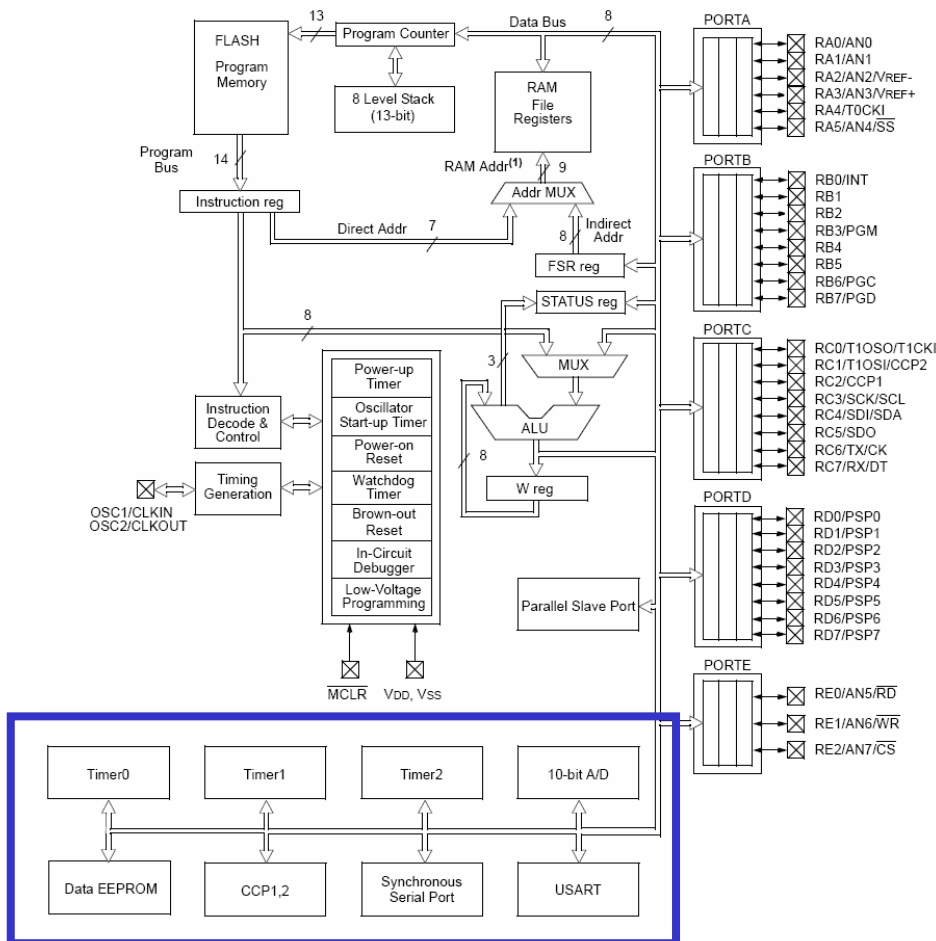 13
Data Bus
8
PORTA
FLASH
Program
Memory
Program Counter
8 Level Stack
(13-bit)
RAM
File
Registers
RA0/AN0
RA1/AN1
RA2/AN2/VREF-
RA3/AN3/VREF+
RA4/T0CKI
RA5/AN4/SS
Program
Bus
14
RAM Addr(1)
9
PORTB
Addr MUX
Instruction reg
Direct Addr
7
8
Indirect
Addr
FSR reg
RB0/INT
RB1
RB2
RB3/PGM
RB4
RB5
RB6/PGC
RB7/PGD
STATUS reg
8
3
MUX
PORTC
RC0/T1OSO/T1CKI
RC1/T1OSI/CCP2
RC2/CCP1
RC3/SCK/SCL
RC4/SDI/SDA
RC5/SDO
RC6/TX/CK
RC7/RX/DT
Power-up
Timer
Oscillator
Start-up Timer
Power-on
Reset
Watchdog
Timer
Brown-out
Reset
In-Circuit
Debugger
Low-Voltage
Programming
Instruction
Decode &
Control
Timing
Generation
OSC1/CLKIN
OSC2/CLKOUT
ALU
8
W reg
PORTD
RD0/PSP0
RD1/PSP1
RD2/PSP2
RD3/PSP3
RD4/PSP4
RD5/PSP5
RD6/PSP6
RD7/PSP7
Parallel Slave Port
MCLR
VDD, VSS
PORTE
RE0/AN5/RD
RE1/AN6/WR
RE2/AN7/CS
Timer0
Timer1
Timer2
10-bit A/D
Data EEPROM
CCP1,2
Synchronous
Serial Port
USART